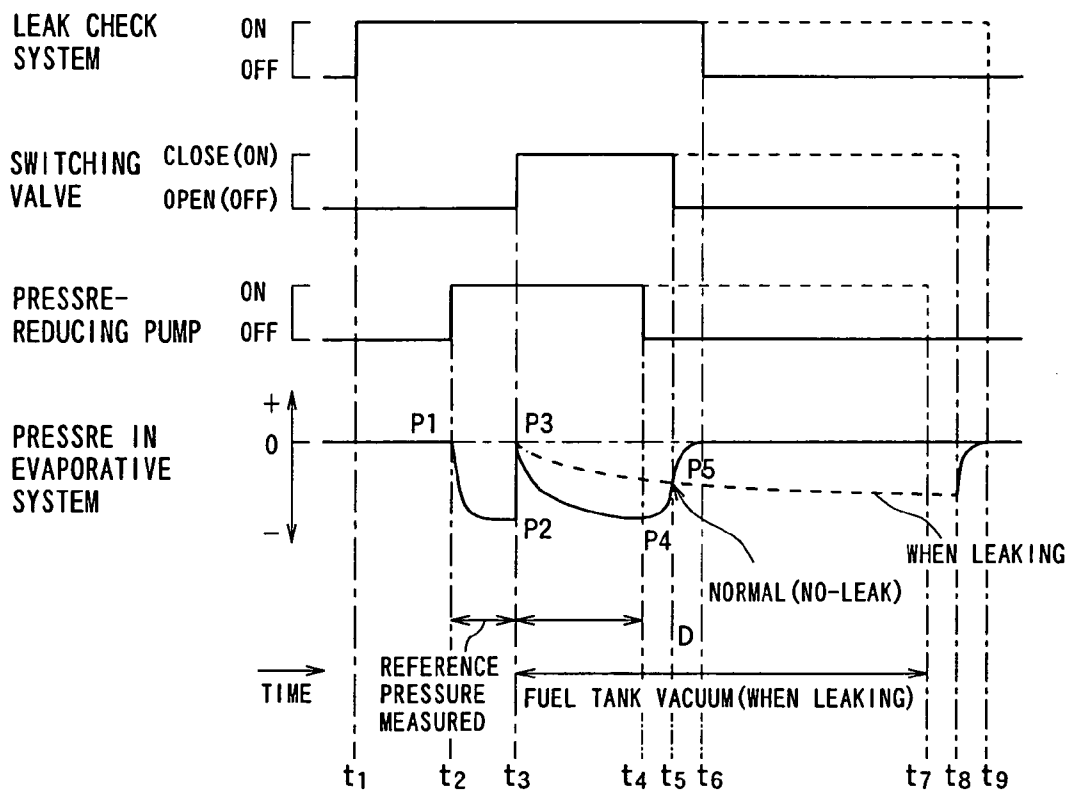 LEAK CHECK
SYSTEM
ON
OFF
SWITCHING
VALVE
CLOSE(ON)
OPEN(OFF)
PRESSRE-
REDUCING PUMP
ON
OFF
PRESSRE IN
EVAPORATIVE
SYSTEM
+
0
-
P1
P3
P2
P4
P5
WHEN LEAKING
NORMAL(NO-LEAK)
D
TIME
REFERENCE
PRESSURE
MEASURED
FUEL TANK VACUUM(WHEN LEAKING)
t1 t2 t3 t4 t5 t6 t7 t8 t9